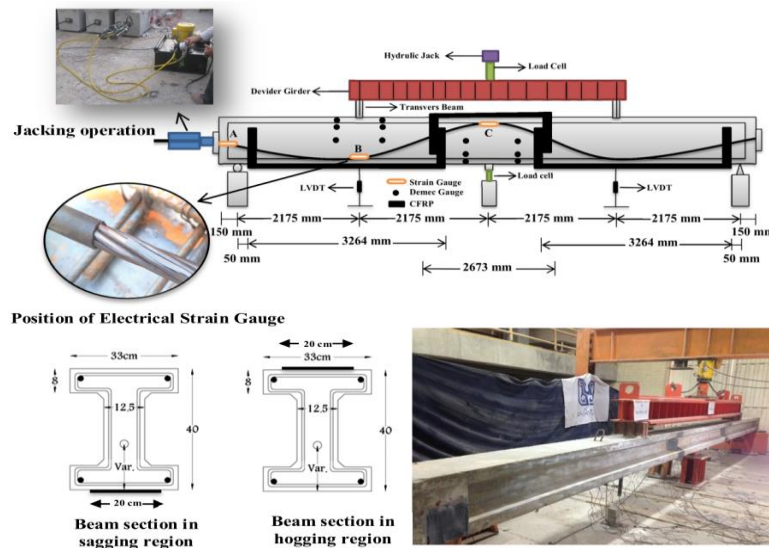 Hydrulic Jack
Load Cell
Devider Girder
Transvers Beam
Jacking operation
A
B
C
LVDT
Strain Gauge
Demec Gauge
CFRP
Load cell
LVDT
2175 mm
2175 mm
2175 mm
2175 mm
150 mm
150 mm
50 mm
3264 mm
3264 mm
50 mm
2673 mm
Position of Electrical Strain Gauge
33cm
8
12.5
40
Var.
20 cm
Beam section in
sagging region
20 cm
33cm
8
12.5
40
Var.
Beam section in
hogging region